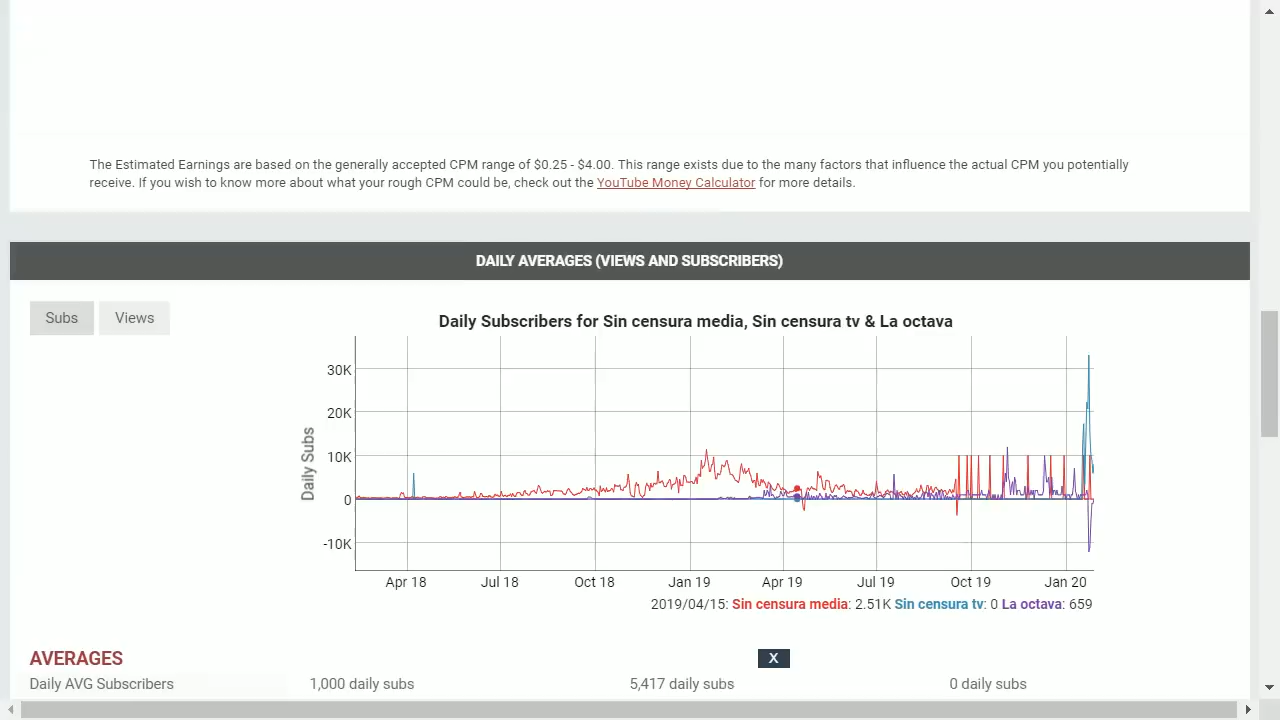 The Estimated Earnings are based on the generally accepted CPM range of $0.25 - $4.00. This range exists due to the many factors that influence the actual CPM you potentially
receive. If you wish to know more about what your rough CPM could be, check out the YouTube Money Calculator for more details.
DAILY AVERAGES (VIEWS AND SUBSCRIBERS)
Subs Views
Daily Subscribers for Sin censura media, Sin censura tv & La octava
Daily Subs
30K
20K
10K
0
-10K
Apr 18 Jul 18 Oct 18 Jan 19 Apr 19 Jul 19 Oct 19 Jan 20
2019/04/15: Sin censura media: 2.51K Sin censura tv: 0 La octava: 659
AVERAGES
X
Daily AVG Subscribers 1,000 daily subs 5,417 daily subs 0 daily subs